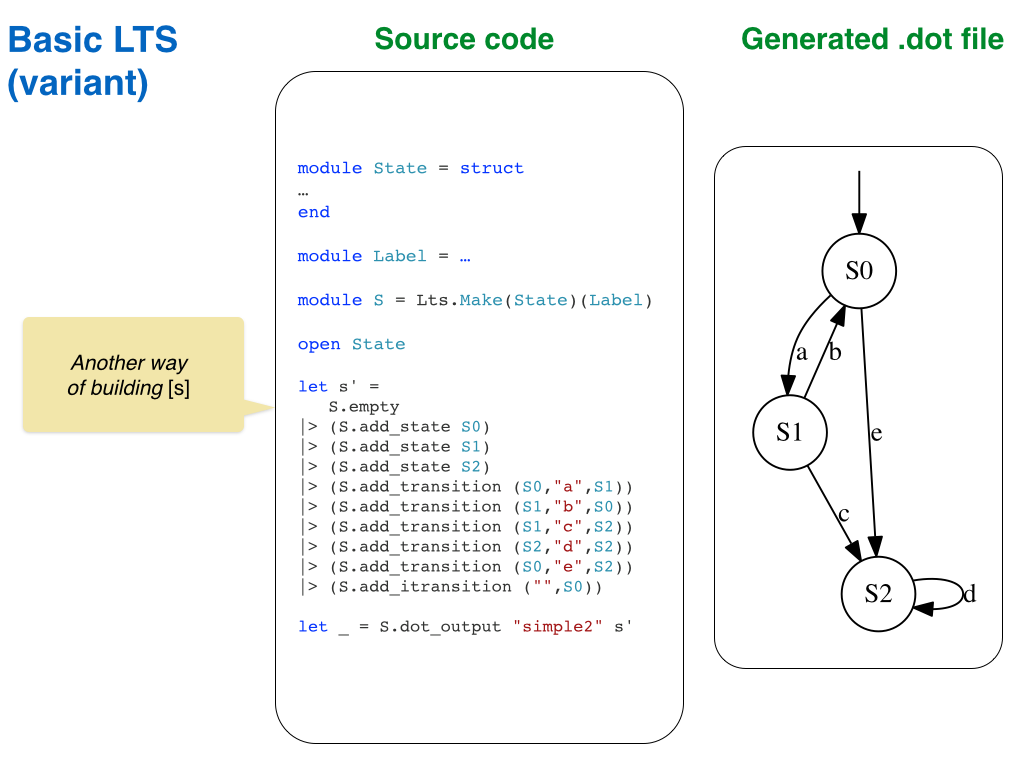 Basic LTS
(variant)
Source code
Generated .dot file
Another way
of building [s]
module State = struct
…
end
module Label = …
module S = Lts.Make(State)(Label)
open State
let s' =
   S.empty
|> (S.add_state S0)
|> (S.add_state S1)
|> (S.add_state S2)
|> (S.add_transition (S0,"a",S1))
|> (S.add_transition (S1,"b",S0))
|> (S.add_transition (S1,"c",S2))
|> (S.add_transition (S2,"d",S2))
|> (S.add_transition (S0,"e",S2))
|> (S.add_itransition ("",S0))
let _ = S.dot_output "simple2" s'
S0
a b
S1
e
c
S2
d